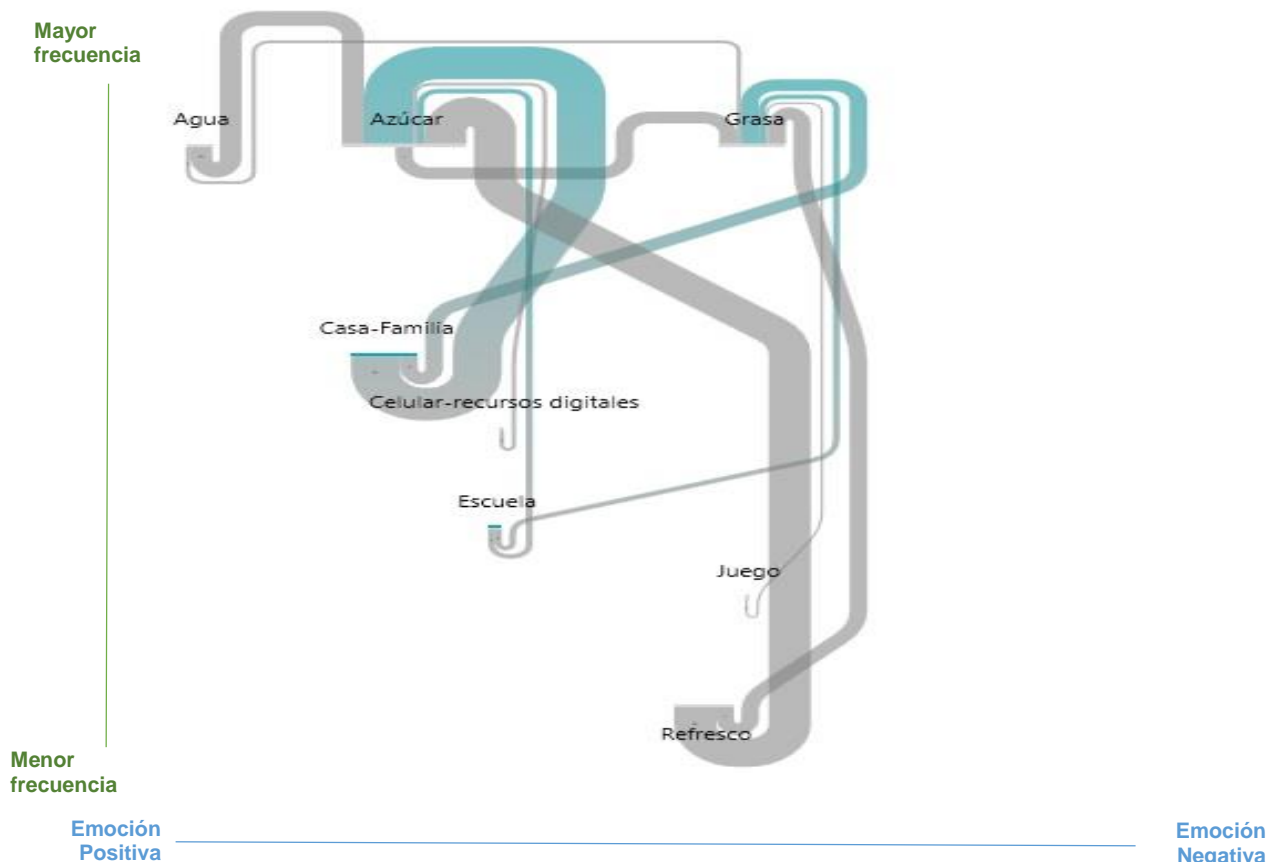 Mayor
frecuencia
Agua
Azúcar
Grasa
Casa-Familia
Celular-recursos digitales
Escuela
Juego
Refresco
Menor
frecuencia
Emoción
Positiva
Emoción
Negativa